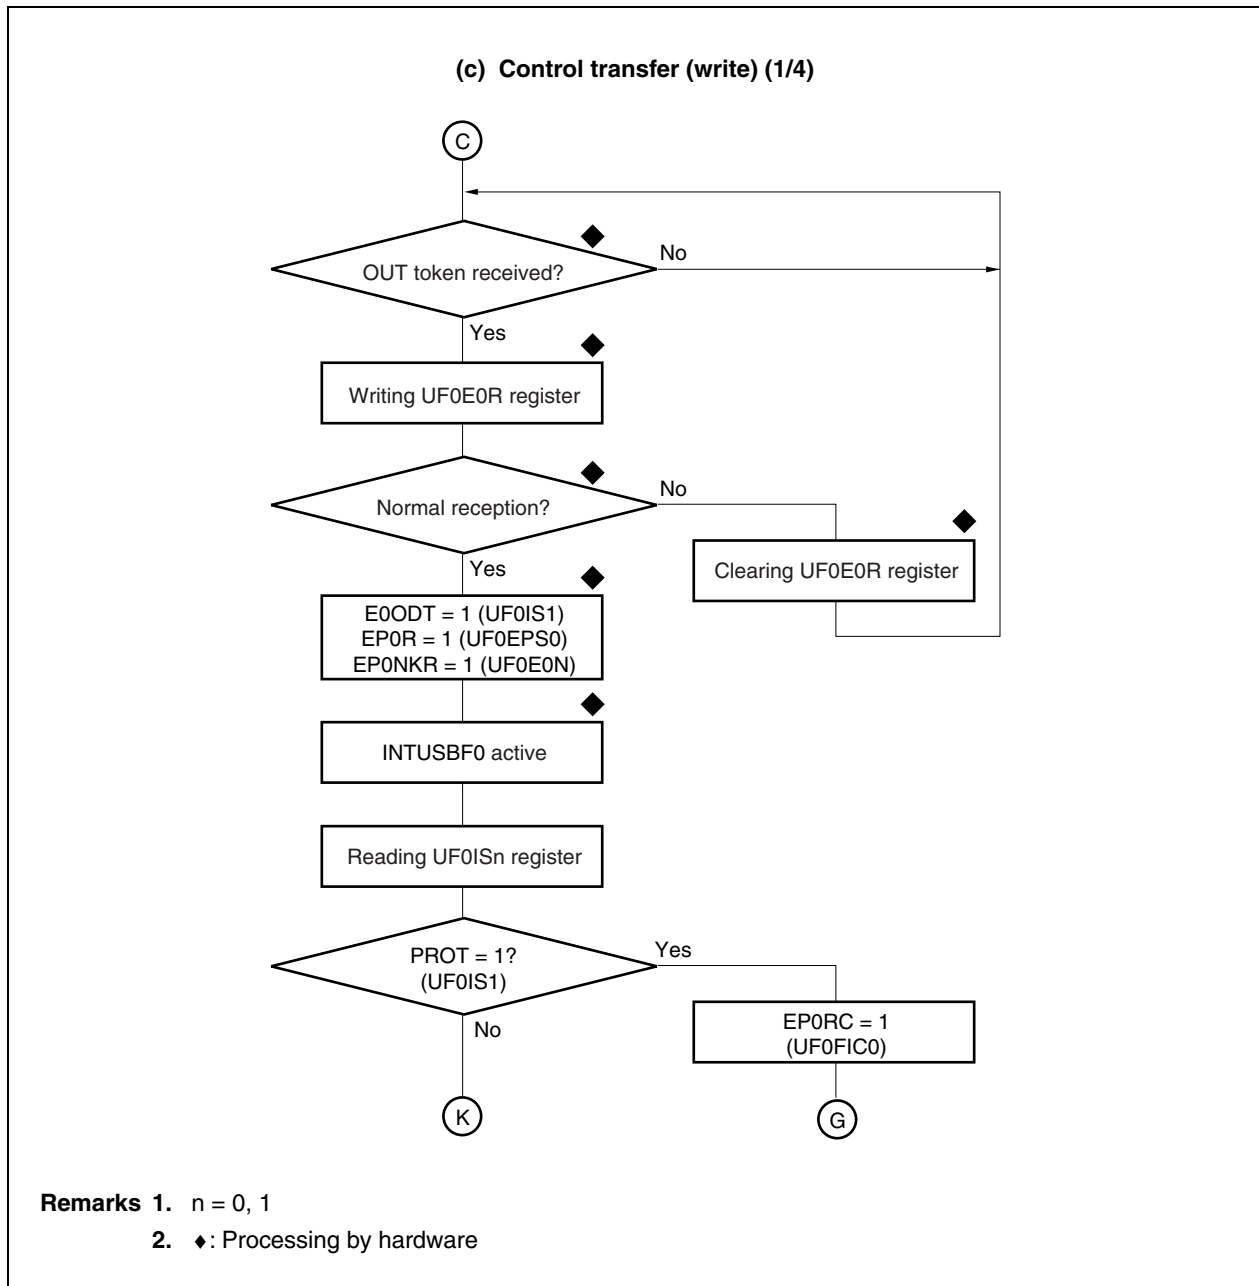 (c) Control transfer (write) (1/4)
C
OUT token received?
No
Yes
Writing UF0E0R register
Normal reception?
No
Clearing UF0E0R register
Yes
E0ODT = 1 (UF0IS1)
EP0R = 1 (UF0EPS0)
EP0NKR = 1 (UF0E0N)
INTUSBF0 active
Reading UF0ISn register
PROT = 1?
(UF0IS1)
Yes
EP0RC = 1
(UF0FIC0)
No
K
G
Remarks 1. n = 0, 1
2. ♦: Processing by hardware